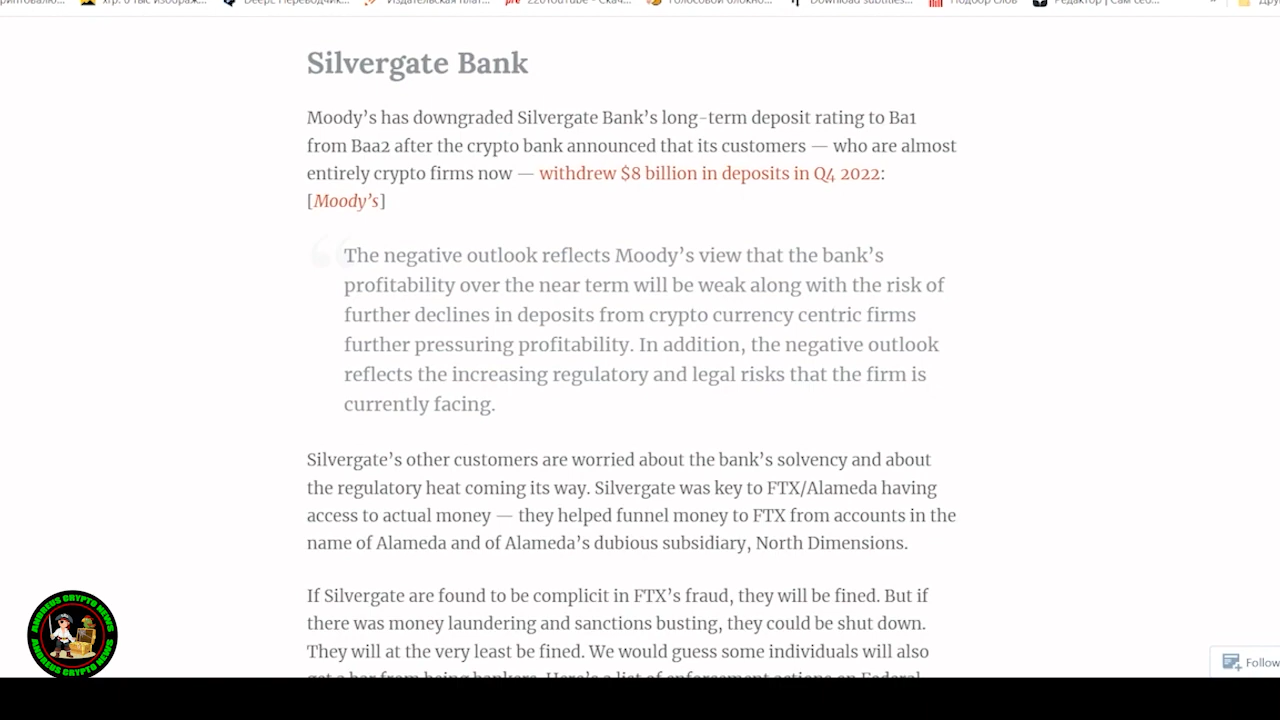 Silvergate Bank
Moody's has downgraded Silvergate Bank's long-term deposit rating to Ba1
from Baa2 after the crypto bank announced that its customers — who are almost
entirely crypto firms now — withdrew $8 billion in deposits in Q4 2022:
[Moody's]
The negative outlook reflects Moody's view that the bank's
profitability over the near term will be weak along with the risk of
further declines in deposits from crypto currency centric firms
further pressuring profitability. In addition, the negative outlook
reflects the increasing regulatory and legal risks that the firm is
currently facing.
Silvergate's other customers are worried about the bank's solvency and about
the regulatory heat coming its way. Silvergate was key to FTX/Alameda having
access to actual money — they helped funnel money to FTX from accounts in the
name of Alameda and of Alameda's dubious subsidiary, North Dimensions.
If Silvergate are found to be complicit in FTX's fraud, they will be fined. But if
there was money laundering and sanctions busting, they could be shut down.
They will at the very least be fined. We would guess some individuals will also
ANDREUS CRYPTO NEWS
ANDREUS CRYPTO NEWS
Follow